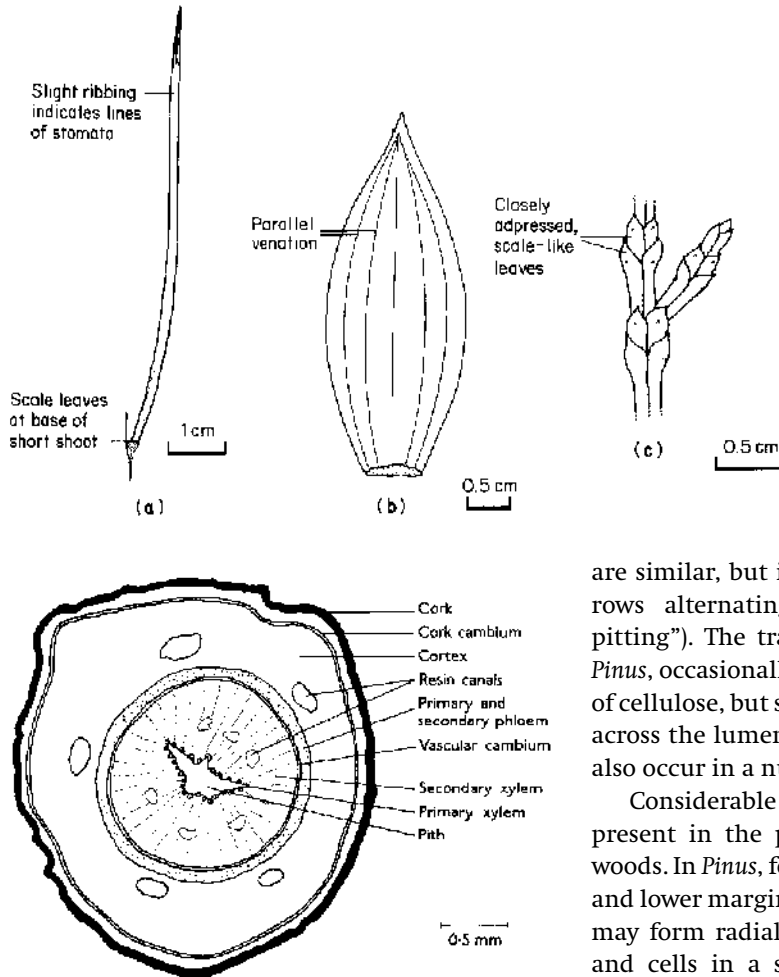 Slight ribbing
indicates lines
of stomata
Scale leaves
at base of
short shoot
1cm
(a)
Parallel
venation
0.5 cm
(b)
Closely
adpressed,
scale-like
leaves
(c)
0.5 cm
Cork
Cork cambium
Cortex
Resin canals
Primary and
secondary phloem
Vascular cambium
Secondary xylem
Primary xylem
Pith
0·5 mm
are similar, but i
rows alternating
pitting”). The tra
Pinus, occasionall
of cellulose, but s
across the lumen
also occur in a nu
Considerable
present in the p
woods. In Pinus, fo
and lower margin
may form radial
and cells in a s